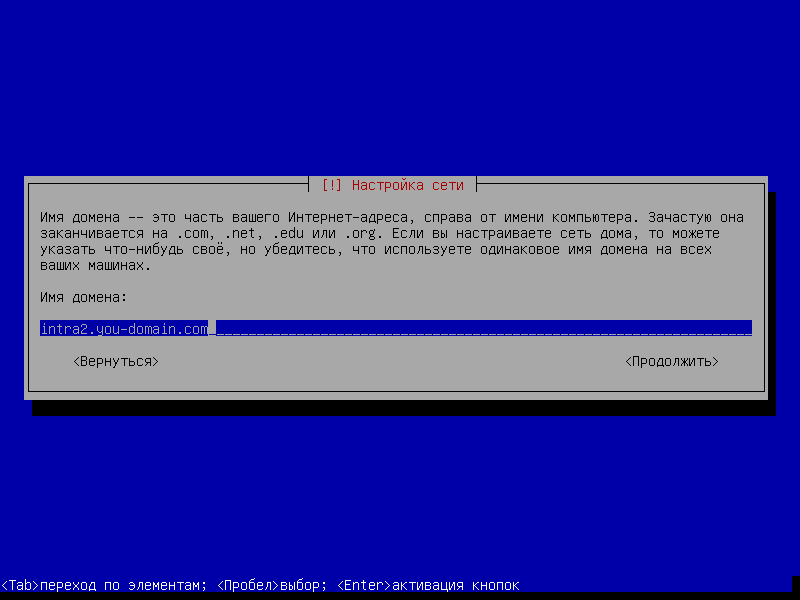 [!] Настройка сети
Имя домена -- это часть вашего Интернет-адреса, справа от имени компьютера. Зачастую она
заканчивается на .com, .net, .edu или .org. Если вы настраиваете сеть дома, то можете
указать что-нибудь своё, но убедитесь, что используете одинаковое имя домена на всех
ваших машинах.
Имя домена:
intra2.you-domain.com
<Вернуться> <Продолжить>
<Tab>переход по элементам; <Пробел>выбор; <Enter>активация кнопок